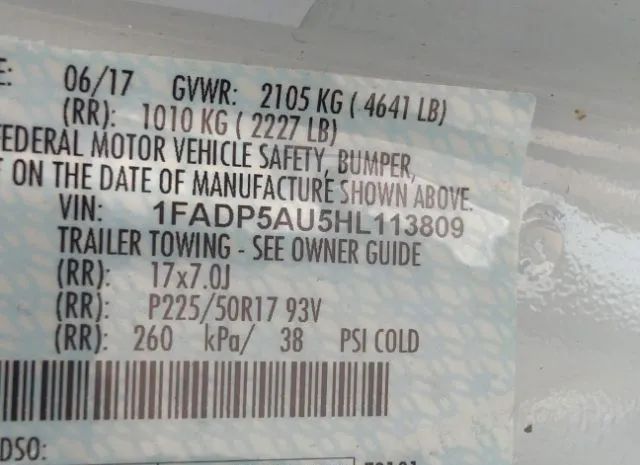 E: 06/17 GVWR: 2105 KG ( 4641 LB)
(RR): 1010 KG ( 2227 LB)
FEDERAL MOTOR VEHICLE SAFETY, BUMPER,
T ON THE DATE OF MANUFACTURE SHOWN ABOVE.
VIN: 1FADP5AU5HL113809
TRAILER TOWING - SEE OWNER GUIDE
(RR): 17x7.0J
(RR): P225/50R17 93V
(RR): 260 kPa/ 38 PSI COLD
DSO: